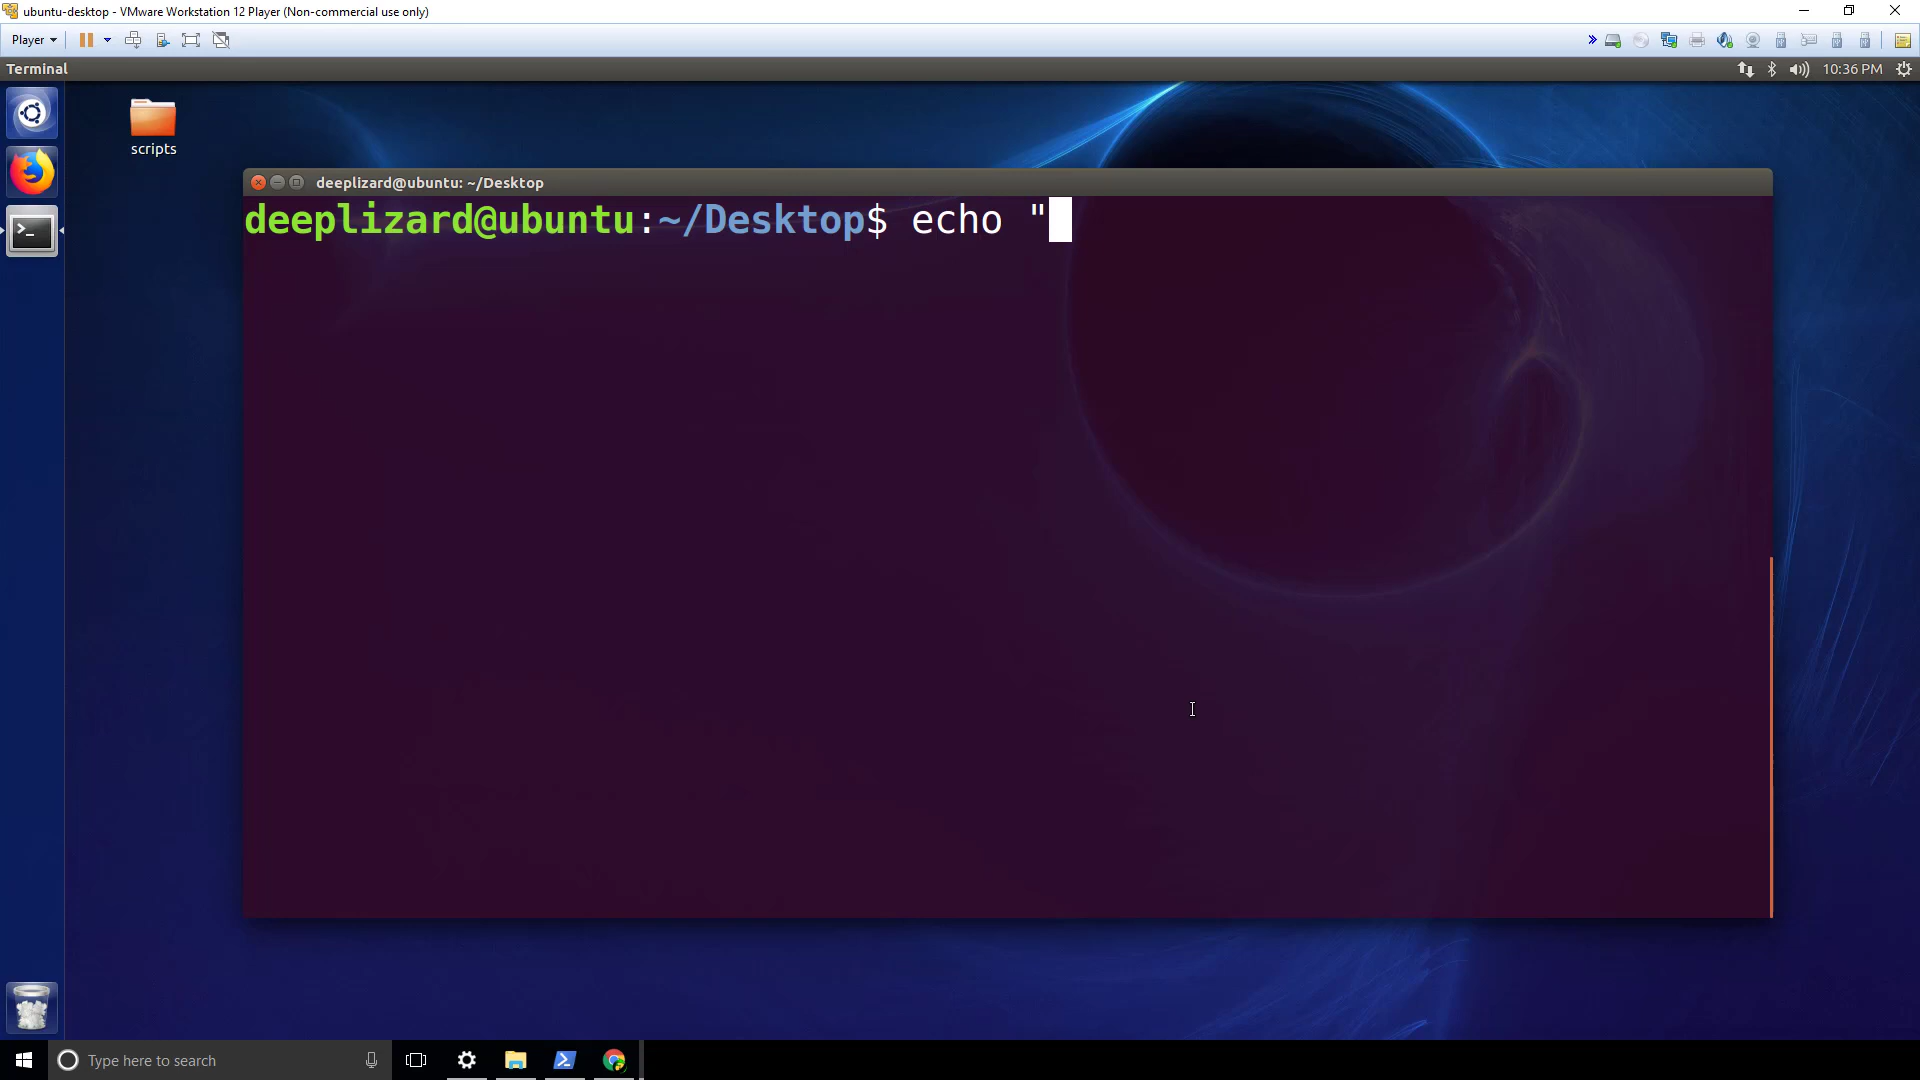 ubuntu-desktop - VMware Workstation 12 Player (Non-commercial use only)
Player
Terminal
10:36 PM
scripts
deeplizard@ubuntu: ~/Desktop
deeplizard@ubuntu:~/Desktop$ echo "
Type here to search